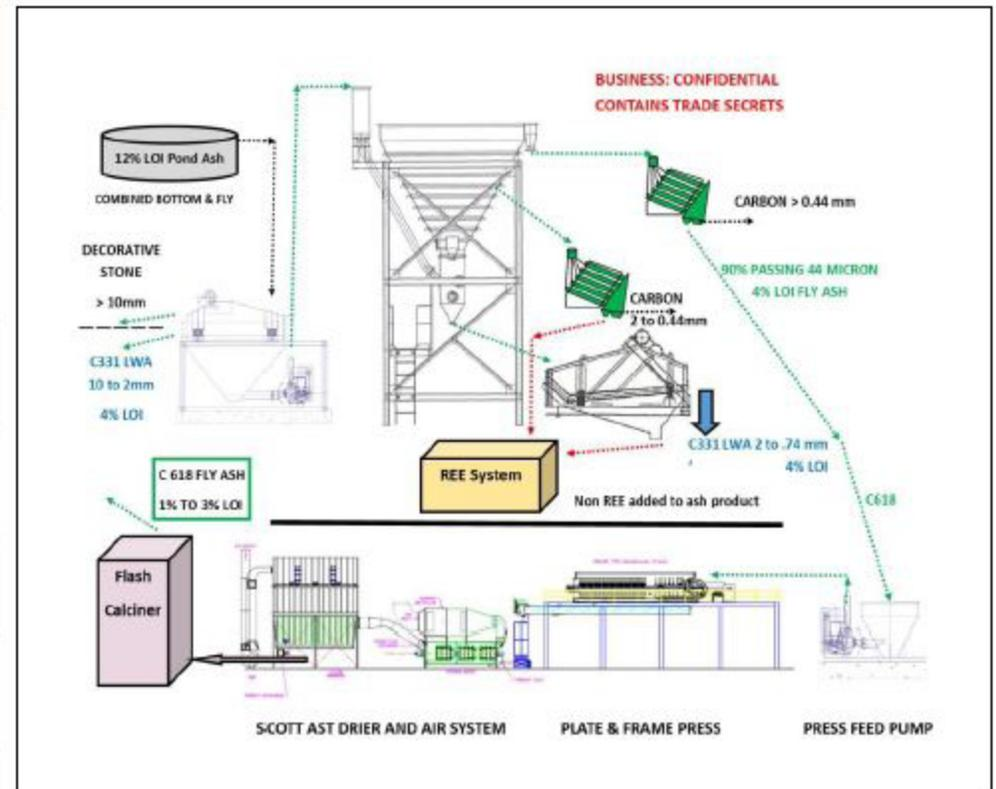 BUSINESS: CONFIDENTIAL
CONTAINS TRADE SECRETS
12% LOI Pond Ash
COMBINED BOTTOM & FLY
CARBON > 0.44 mm
DECORATIVE
STONE
> 10mm
90% PASSING 44 MICRON
4% LOI FLY ASH
CARBON
2 to 0.44mm
C331 LWA
10 to 2mm
4% LOI
C331 LWA 2 to .74 mm
4% LOI
REE System
Non REE added to ash product
C 618 FLY ASH
1% TO 3% LOI
C618
Flash
Calciner
SCOTT AST DRIER AND AIR SYSTEM
PLATE & FRAME PRESS
PRESS FEED PUMP